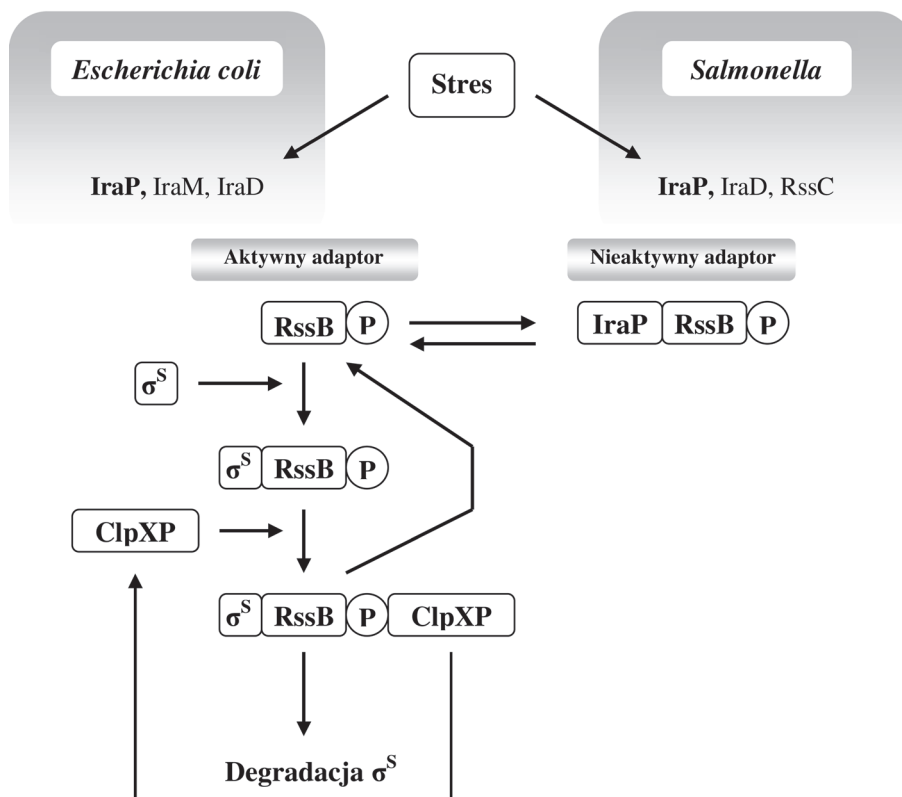 Escherichia coli
Stres
Salmonella
IraP, IraM, IraD
IraP, IraD, RssC
Aktywny adaptor
Nieaktywny adaptor
RssB P
IraP RssB P
σS
σS RssB P
ClpXP
σS RssB P ClpXP
Degradacja σS